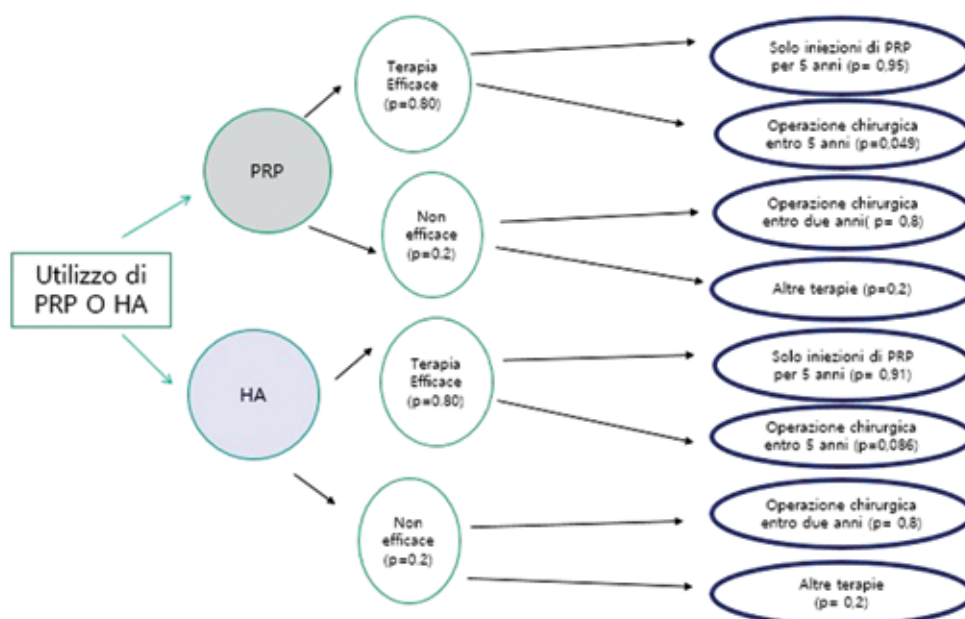 Utilizzo di
PRP O HA
PRP
Terapia
Efficace
(p=0.80)
Solo iniezioni di PRP
per 5 anni (p= 0,95)
Operazione chirurgica
entro 5 anni (p=0,049)
Non
efficace
(p=0.2)
Operazione chirurgica
entro due anni( p= 0,8)
Altre terapie (p=0,2)
HA
Terapia
Efficace
(p=0.80)
Solo iniezioni di PRP
per 5 anni (p= 0,91)
Operazione chirurgica
entro 5 anni (p=0,086)
Non
efficace
(p=0.2)
Operazione chirurgica
entro due anni (p= 0,8)
Altre terapie
(p= 0,2)